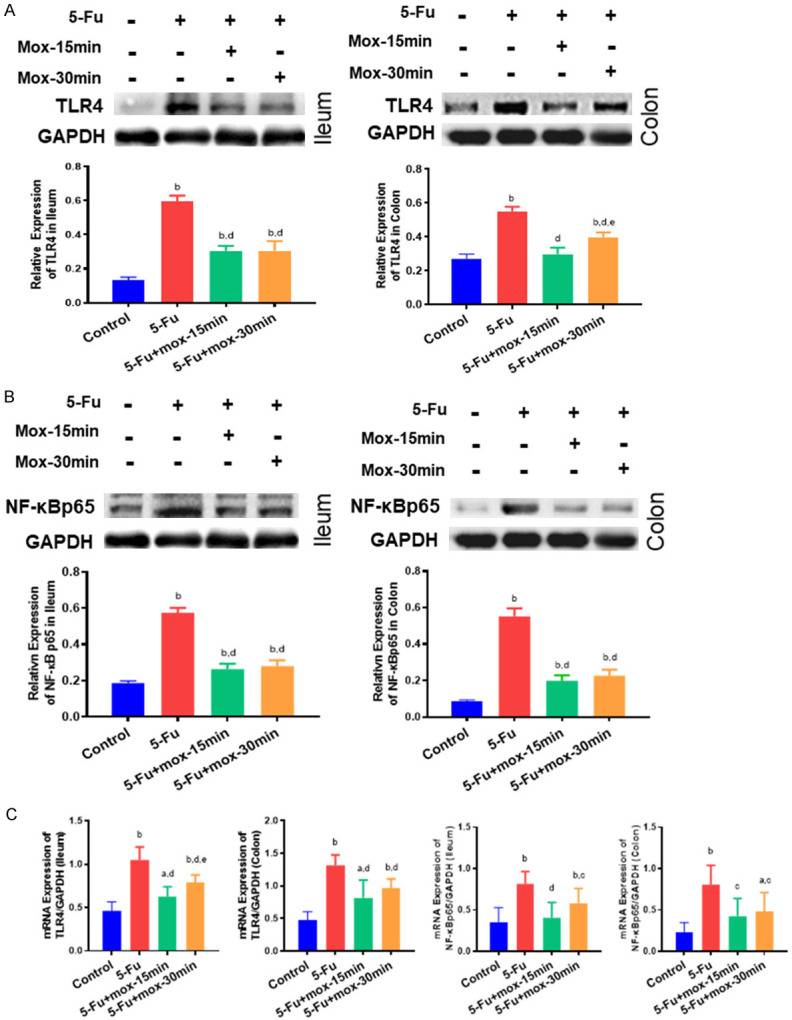 A
5-Fu - + + +
Mox-15min - - + -
Mox-30min - - - +
TLR4
GAPDH
Ileum
0.8
0.6
0.4
0.2
0.0
Relative Expression
of TLR4 in Ileum
b
b,d
b,d
Control
5-Fu
5-Fu+mox-15min
5-Fu+mox-30min
5-Fu - + + +
Mox-15min - - + -
Mox-30min - - - +
TLR4
GAPDH
Colon
0.8
0.6
0.4
0.2
0.0
Relative Expression
of TLR4 in Colon
b
d
b,d,e
Control
5-Fu
5-Fu+mox-15min
5-Fu+mox-30min
B
5-Fu - + + +
Mox-15min - - + -
Mox-30min - - - +
NF-κBp65
GAPDH
Ileum
0.8
0.6
0.4
0.2
0.0
Relativn Expression
of NF-κB p65 in Ileum
b
b,d
b,d
Control
5-Fu
5-Fu+mox-15min
5-Fu+mox-30min
5-Fu - + + +
Mox-15min - - + -
Mox-30min - - - +
NF-κBp65
GAPDH
Colon
0.8
0.6
0.4
0.2
0.0
Relativn Expression
of NF-κBp65 in Colon
b
b,d
b,d
Control
5-Fu
5-Fu+mox-15min
5-Fu+mox-30min
C
1.5
1.0
0.5
0.0
mRNA Expression of
TLR4/GAPDH (Ileum)
b
a,d
b,d,e
Control
5-Fu
5-Fu+mox-15min
5-Fu+mox-30min
2.0
1.5
1.0
0.5
0.0
mRNA Expression of
TLR4/GAPDH (Colon)
b
a,d
b,d
Control
5-Fu
5-Fu+mox-15min
5-Fu+mox-30min
1.5
1.0
0.5
0.0
mRNA Expression of
NF-κBp65/GAPDH (Ileum)
b
d
b,c
Control
5-Fu
5-Fu+mox-15min
5-Fu+mox-30min
1.5
1.0
0.5
0.0
mRNA Expression of
NF-κBp65/GAPDH (Colon)
b
c
a,c
Control
5-Fu
5-Fu+mox-15min
5-Fu+mox-30min